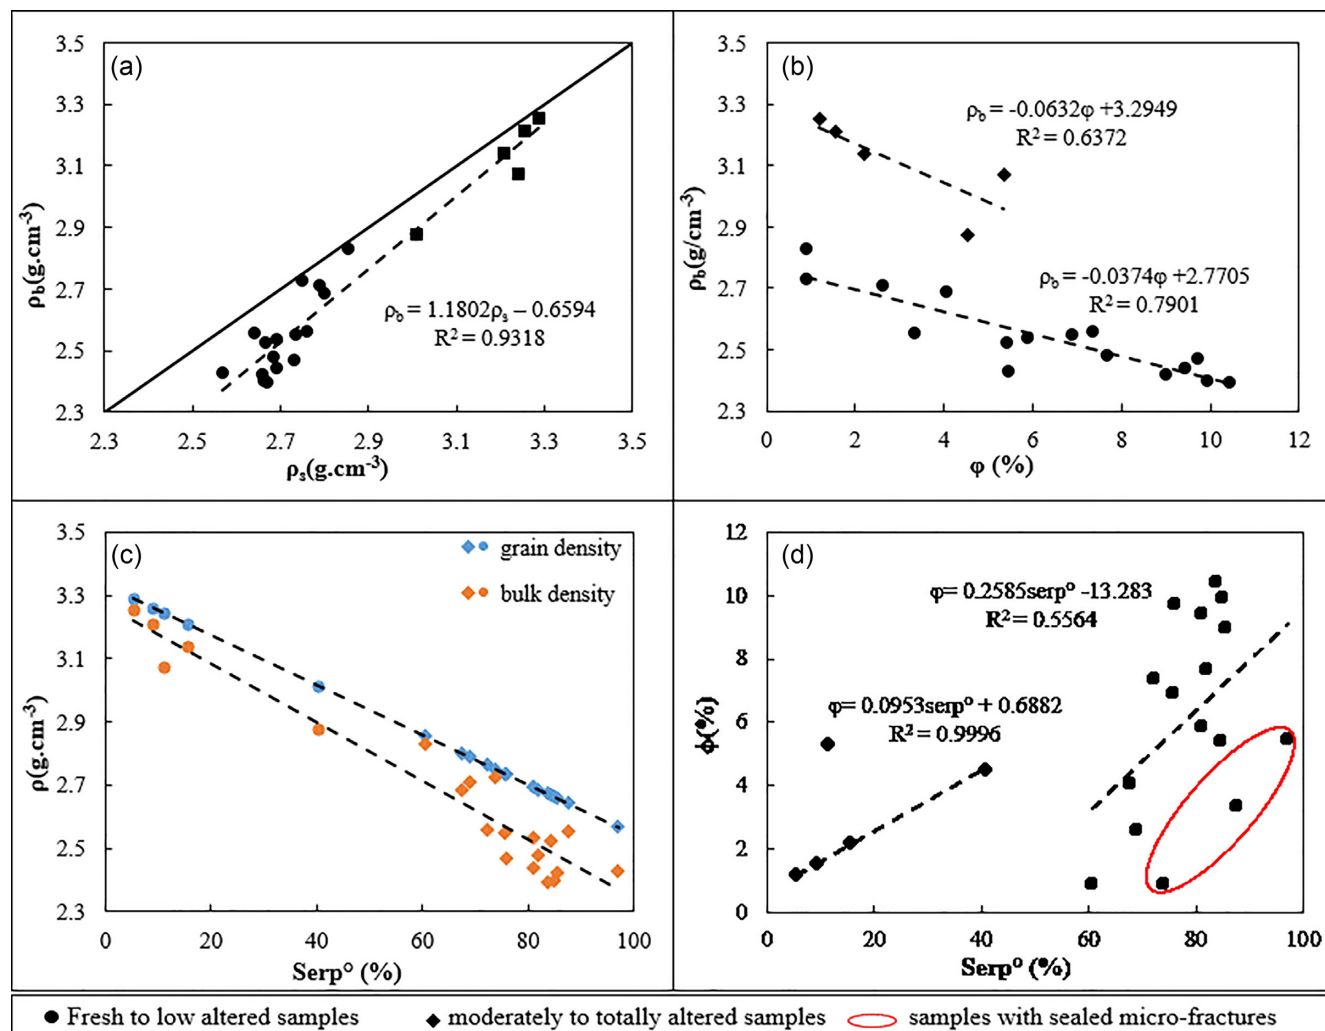 (a)
3.5
3.3
3.1
2.9
2.7
2.5
2.3
ρb(g.cm-3)
ρb = 1.1802ρs – 0.6594
R2 = 0.9318
2.3 2.5 2.7 2.9 3.1 3.3 3.5
ρs(g.cm-3)
(b)
3.5
3.3
3.1
2.9
2.7
2.5
2.3
ρb(g/cm-3)
ρb = -0.0632φ +3.2949
R2 = 0.6372
ρb = -0.0374φ +2.7705
R2 = 0.7901
0 2 4 6 8 10 12
φ (%)
(c)
3.5
3.3
3.1
2.9
2.7
2.5
2.3
ρ(g.cm-3)
grain density
bulk density
0 20 40 60 80 100
Serp° (%)
(d)
12
10
8
6
4
2
0
ϕ(%)
φ= 0.2585serp° -13.283
R2 = 0.5564
φ= 0.0953serp° + 0.6882
R2 = 0.9996
0 20 40 60 80 100
Serp° (%)
Fresh to low altered samples moderately to totally altered samples samples with sealed micro-fractures